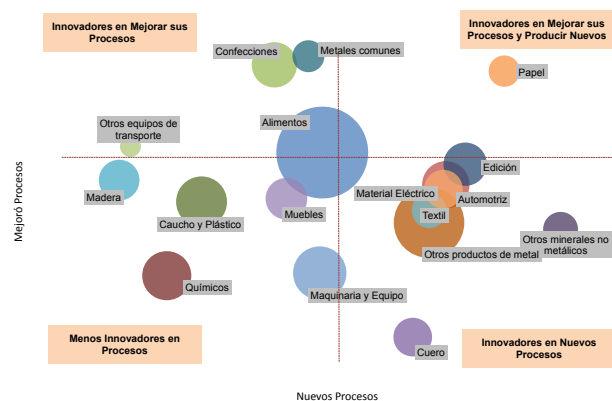 Innovadores en Mejorar sus
Procesos
Innovadores en Mejorar sus
Procesos y Producir Nuevos
Confecciones
Metales comunes
Papel
Otros equipos de
transporte
Alimentos
Edición
Madera
Material Eléctrico
Automotriz
Muebles
Textil
Caucho y Plástico
Otros minerales no
metálicos
Otros productos de metal
Químicos
Maquinaria y Equipo
Menos Innovadores en
Procesos
Cuero
Innovadores en Nuevos
Procesos
Mejoró Procesos
Nuevos Procesos